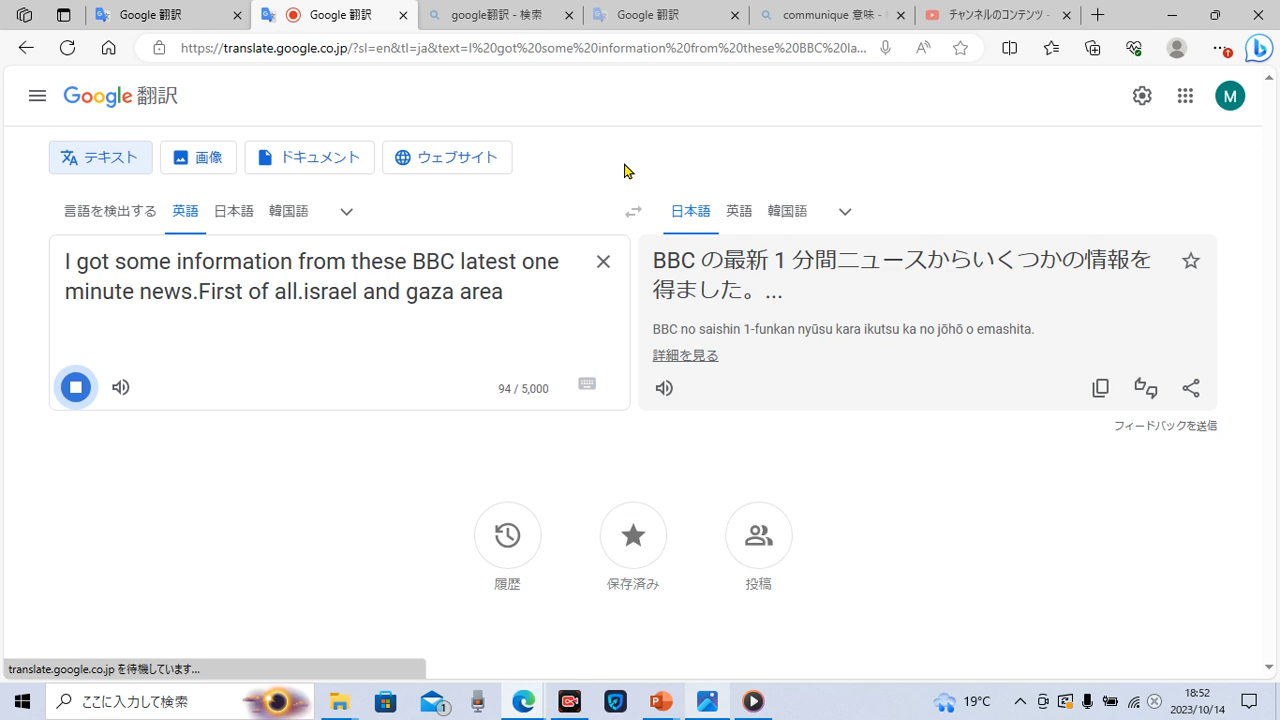 Google 翻訳
Google 翻訳
google翻訳 - 検索
Google 翻訳
communique 意味 -
チャンネルのコンテンツ -
https://translate.google.co.jp/?sl=en&tl=ja&text=I%20got%20some%20information%20from%20these%20BBC%20la...
Google 翻訳
M
テキスト
画像
ドキュメント
ウェブサイト
言語を検出する
英語
日本語
韓国語
日本語
英語
韓国語
I got some information from these BBC latest one
minute news.First of all.israel and gaza area
94 / 5,000
BBC の最新 1 分間ニュースからいくつかの情報を
得ました。...
BBC no saishin 1-funkan nyūsu kara ikutsu ka no jōhō o emashita.
詳細を見る
フィードバックを送信
履歴
保存済み
投稿
translate.google.co.jp を待機しています...
ここに入力して検索
1
19°C
18:52
2023/10/14